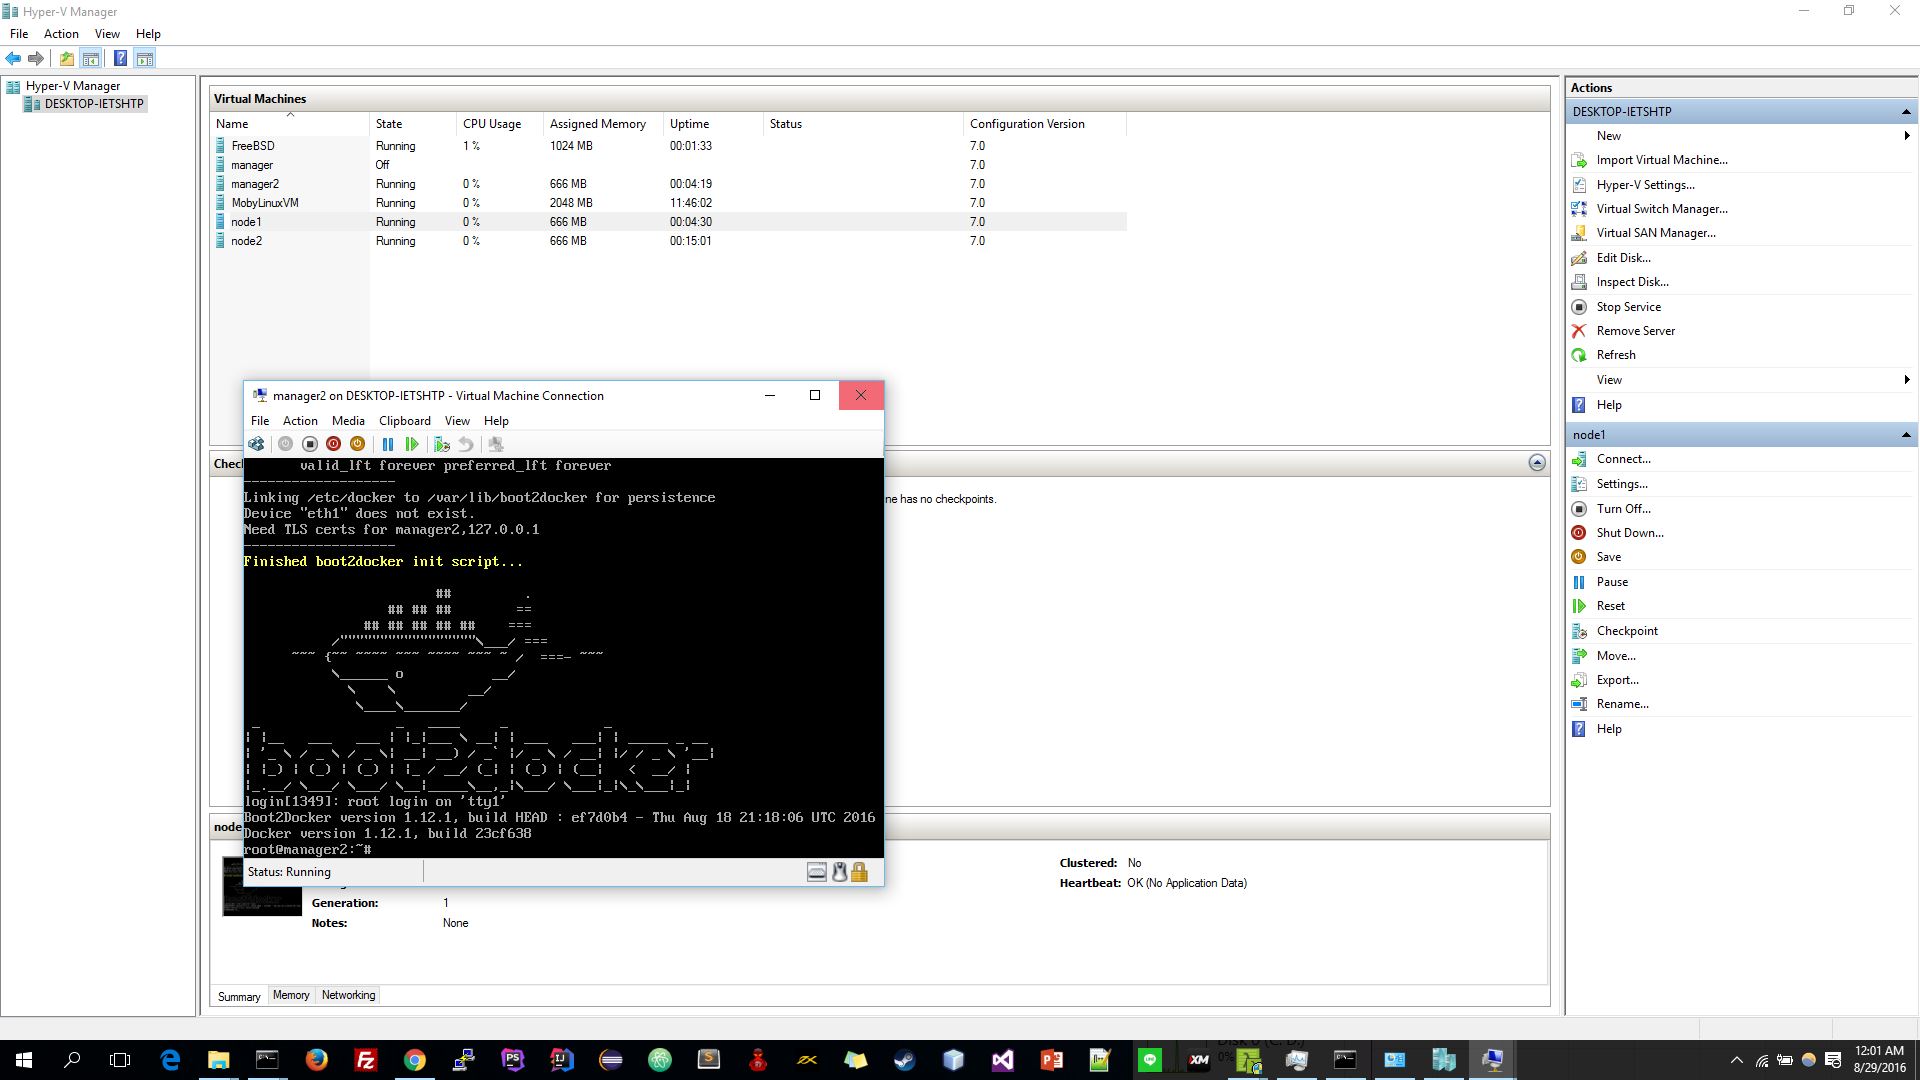 Hyper-V Manager
File Action View Help
Hyper-V Manager
DESKTOP-IETSHTP
Virtual Machines
Name State CPU Usage Assigned Memory Uptime Status Configuration Version
FreeBSD Running 1 % 1024 MB 00:01:33 7.0
manager Off 7.0
manager2 Running 0 % 666 MB 00:04:19 7.0
MobyLinuxVM Running 0 % 2048 MB 11:46:02 7.0
node1 Running 0 % 666 MB 00:04:30 7.0
node2 Running 0 % 666 MB 00:15:01 7.0
Chec
ne has no checkpoints.
manager2 on DESKTOP-IETSHTP - Virtual Machine Connection
File Action Media Clipboard View Help
valid_lft forever preferred_lft forever
-------------------
Linking /etc/docker to /var/lib/boot2docker for persistence
Device "eth1" does not exist.
Need TLS certs for manager2,127.0.0.1
-------------------
Finished boot2docker init script...
boot2docker
login[1349]: root login on 'tty1'
Boot2Docker version 1.12.1, build HEAD : ef7d0b4 - Thu Aug 18 21:18:06 UTC 2016
Docker version 1.12.1, build 23cf638
root@manager2:~#
Status: Running
node
Clustered: No
Heartbeat: OK (No Application Data)
Generation: 1
Notes: None
Summary Memory Networking
Actions
DESKTOP-IETSHTP
New
Import Virtual Machine...
Hyper-V Settings...
Virtual Switch Manager...
Virtual SAN Manager...
Edit Disk...
Inspect Disk...
Stop Service
Remove Server
Refresh
View
Help
node1
Connect...
Settings...
Turn Off...
Shut Down...
Save
Pause
Reset
Checkpoint
Move...
Export...
Rename...
Help
12:01 AM
8/29/2016